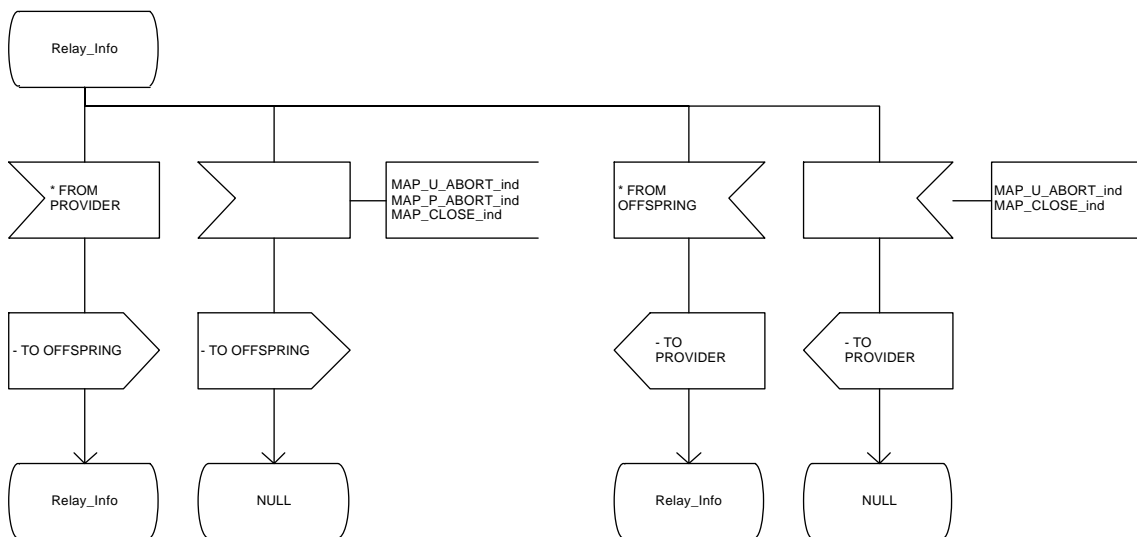 Relay_Info
* FROM
PROVIDER
MAP_U_ABORT_ind
MAP_P_ABORT_ind
MAP_CLOSE_ind
* FROM
OFFSPRING
MAP_U_ABORT_ind
MAP_CLOSE_ind
- TO OFFSPRING
- TO OFFSPRING
- TO
PROVIDER
- TO
PROVIDER
Relay_Info
NULL
Relay_Info
NULL